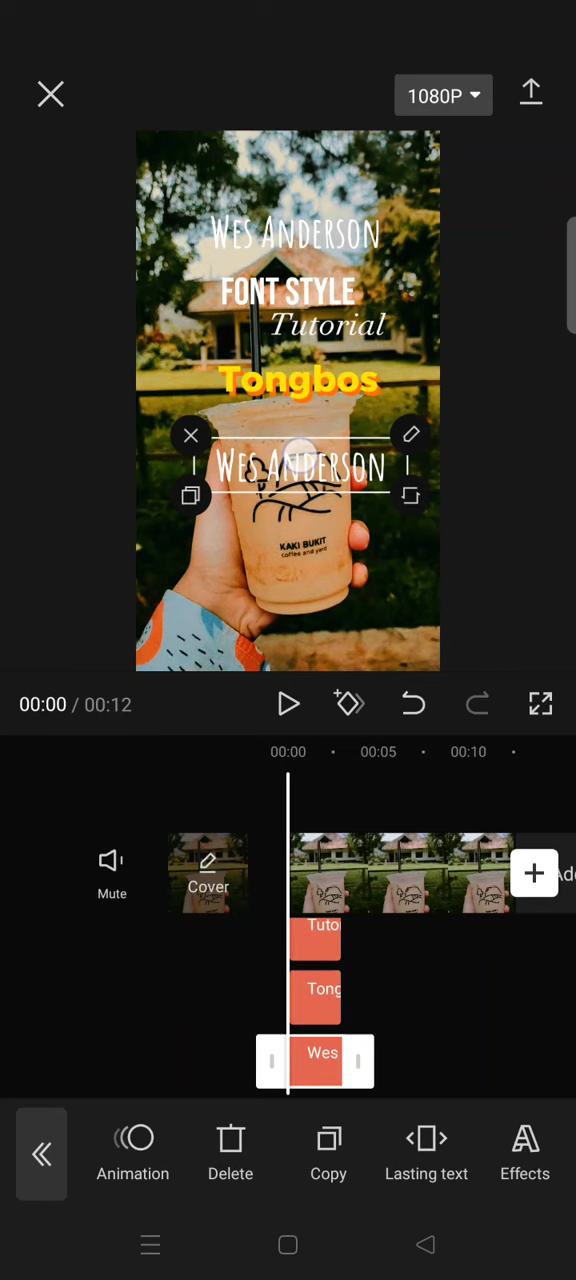 1080P
WES ANDERSON
FONT STYLE
Tutorial
Tongbos
WES ANDERSON
KAKI BUKIT
coffee and yard
00:00 / 00:12
00:00 00:05 00:10
Mute
Cover
Ad
Tuto
Tong
Wes
Animation Delete Copy Lasting text Effects